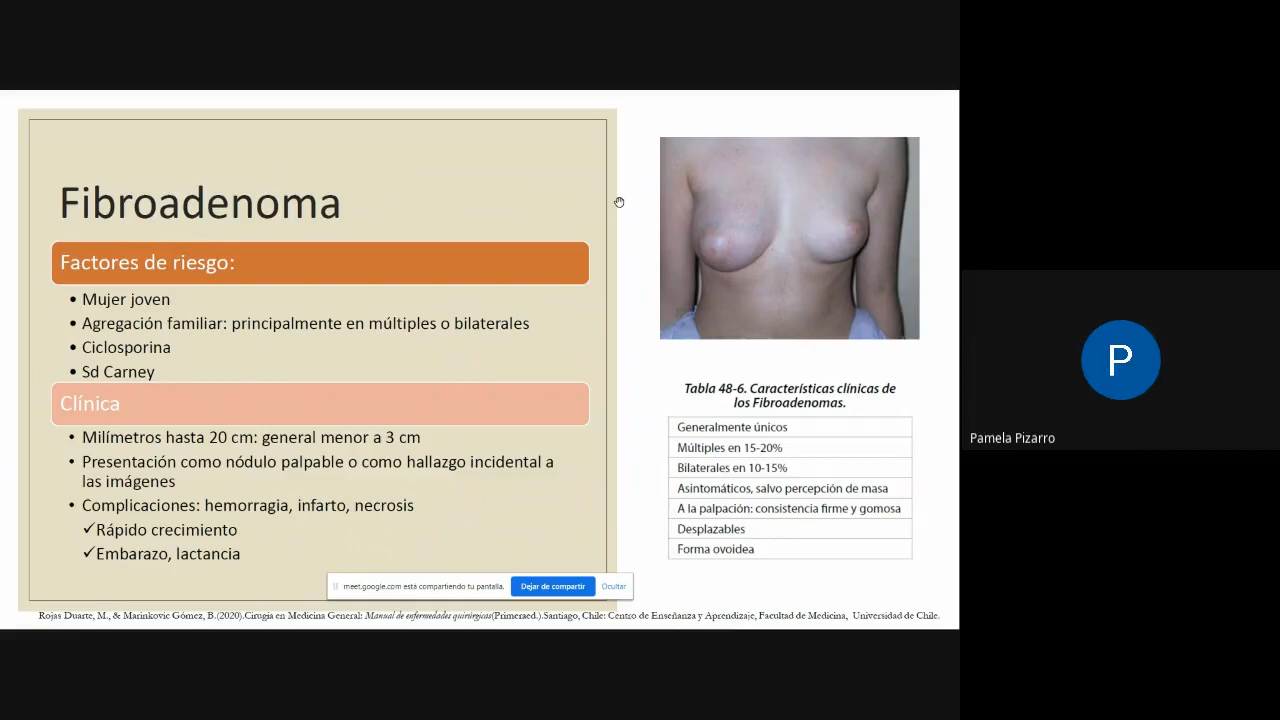 Fibroadenoma
Factores de riesgo:
• Mujer joven
• Agregación familiar: principalmente en múltiples o bilaterales
• Ciclosporina
• Sd Carney
Clínica
• Milímetros hasta 20 cm: general menor a 3 cm
• Presentación como nódulo palpable o como hallazgo incidental a
las imágenes
• Complicaciones: hemorragia, infarto, necrosis
✓Rápido crecimiento
✓Embarazo, lactancia
Tabla 48-6. Características clínicas de
los Fibroadenomas.
Generalmente únicos
Múltiples en 15-20%
Bilaterales en 10-15%
Asintomáticos, salvo percepción de masa
A la palpación: consistencia firme y gomosa
Desplazables
Forma ovoidea
meet.google.com está compartiendo tu pantalla.
Dejar de compartir
Ocultar
Rojas Duarte, M., & Marinkovic Gómez, B.(2020).Cirugía en Medicina General: Manual de enfermedades quirúrgicas(Primeraed.).Santiago, Chile: Centro de Enseñanza y Aprendizaje, Facultad de Medicina, Universidad de Chile.
P
Pamela Pizarro